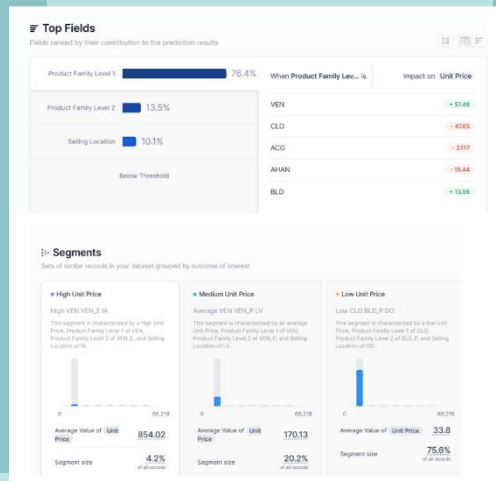 Top Fields
Fields ranked by their contribution to the prediction results
Product Family Level 1 76.4%
Product Family Level 2 13.5%
Selling Location 10.1%
Below Threshold
When Product Family Lev... is Impact on Unit Price
VEN + 57.46
CLO - 47.65
ACG - 27.17
AHAN - 16.44
BLD + 13.56
Segments
Sets of similar records in your dataset grouped by outcome of interest
High Unit Price
High VEN VEN_E IA
This segment is characterized by a High Unit
Price, Product Family Level 1 of VEN,
Product Family Level 2 of VEN_E, and Selling
Location of IA.
0 68,218
Average Value of Unit
Price 854.02
Segment size 4.2%
of all records
Medium Unit Price
Average VEN VEN_P LV
This segment is characterized by an average
Unit Price, Product Family Level 1 of VEN,
Product Family Level 2 of VEN_P, and Selling
Location of LV.
0 68,218
Average Value of Unit
Price 170.13
Segment size 20.2%
of all records
Low Unit Price
Low CLO BLD_P DO
This segment is characterized by a low Unit
Price, Product Family Level 1 of CLO,
Product Family Level 2 of BLD_P, and Selling
Location of DO.
0 68,218
Average Value of Unit Price 33.8
Segment size 75.6%
of all records